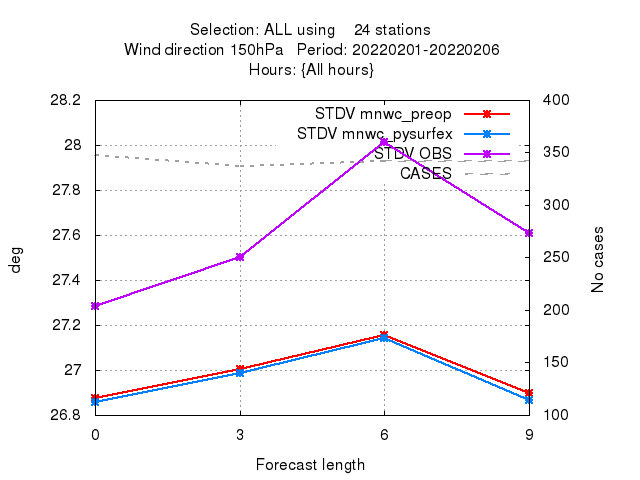 Selection: ALL using    24 stations
Wind direction 150hPa   Period: 20220201-20220206
Hours: {All hours}
28.2
28
27.8
27.6
27.4
27.2
27
26.8
deg
STDV mnwc_preop
STDV mnwc_pysurfex
STDV OBS
CASES
400
350
300
250
200
150
100
No cases
0
3
6
9
Forecast length